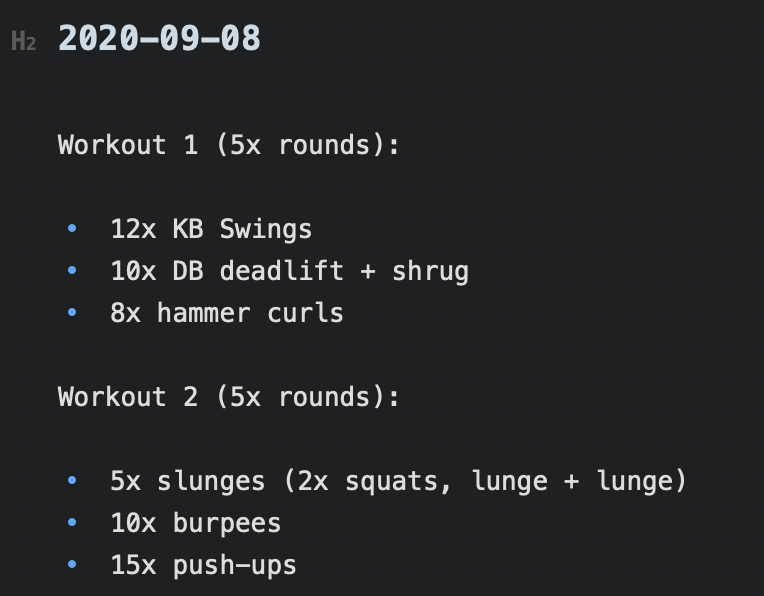 H2 2020-09-08
Workout 1 (5x rounds):
• 12x KB Swings
• 10x DB deadlift + shrug
• 8x hammer curls
Workout 2 (5x rounds):
• 5x slunges (2x squats, lunge + lunge)
• 10x burpees
• 15x push-ups